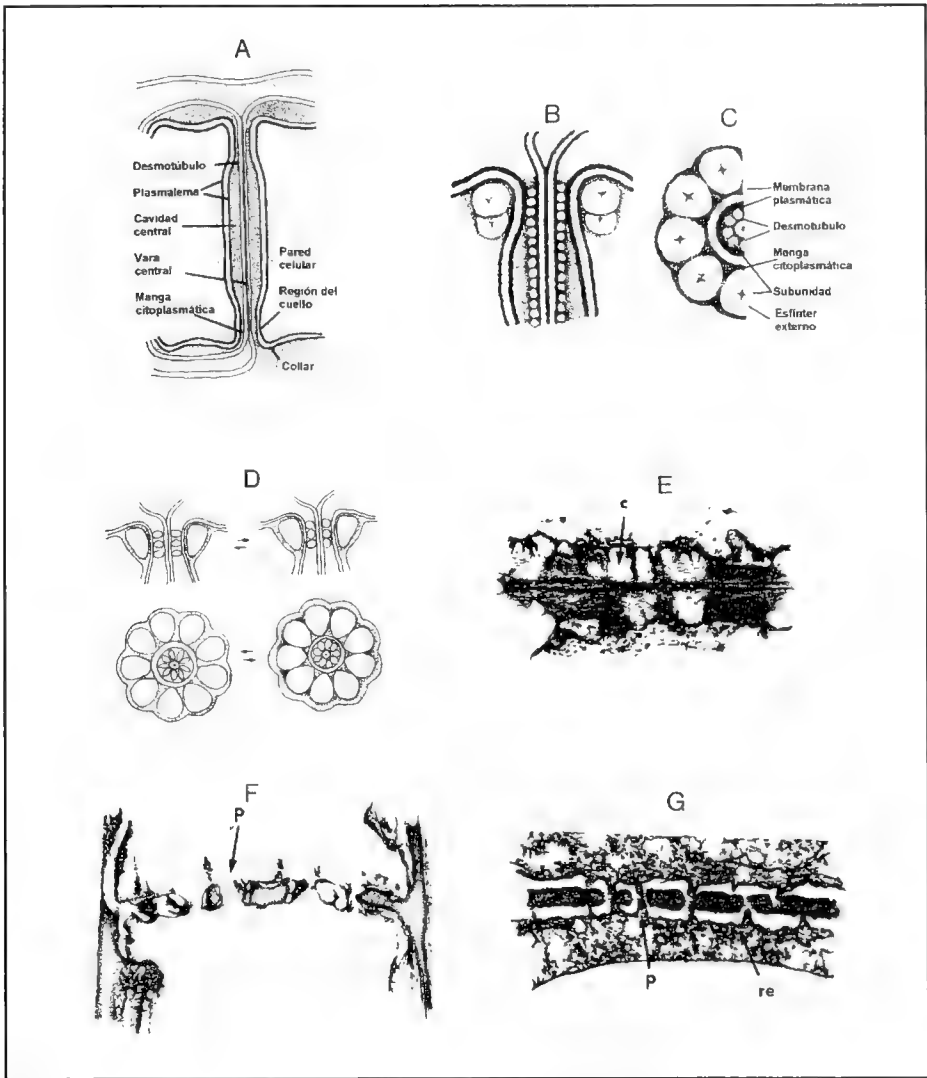 A
Desmotúbulo
Plasmalema
Cavidad
central
Vara
central
Manga
citoplasmática
Pared
celular
Región del
cuello
Collar
B
C
Membrana
plasmática
Desmotubulo
Manga
citoplasmática
Subunidad
Esfínter
externo
D
E
c
F
p
G
p
re